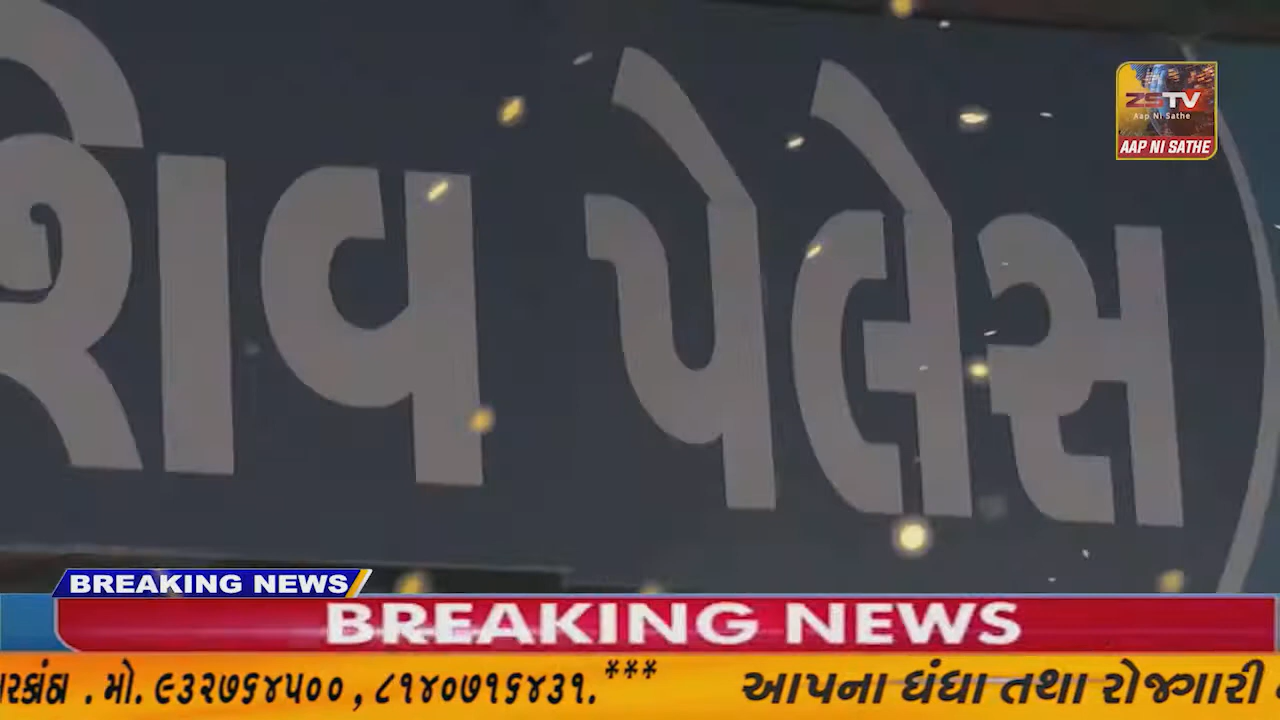 શિવ પેલેસ
ZSTV
Aap Ni Sathe
AAP NI SATHE
BREAKING NEWS
BREAKING NEWS
. મો. ૯૩૨૭૬૪૫૦૦, ૮૧૪૦૭૧૬૪૩૧.*** આપના ધંધા તથા રોજગારી